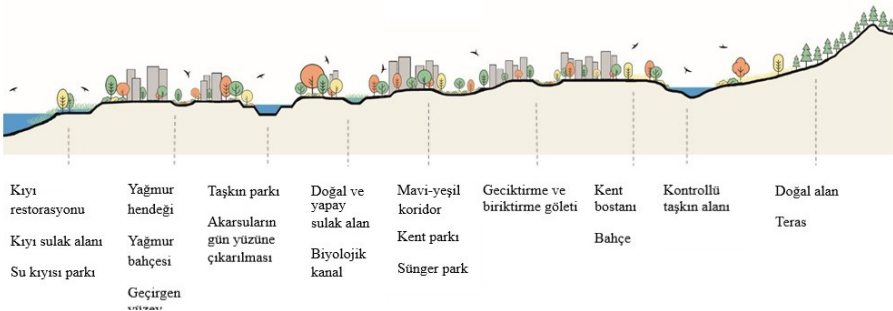 Kıyı
restorasyonu
Kıyı sulak alanı
Su kıyısı parkı
Yağmur
hendeği
Yağmur
bahçesi
Geçirgen
Taşkın parkı
Akarsuların
gün yüzüne
çıkarılması
Doğal ve
yapay
sulak alan
Biyolojik
kanal
Mavi-yeşil
koridor
Kent parkı
Sünger park
Geciktirme ve
biriktirme göleti
Kent
bostanı
Bahçe
Kontrollü
taşkın alanı
Doğal alan
Teras